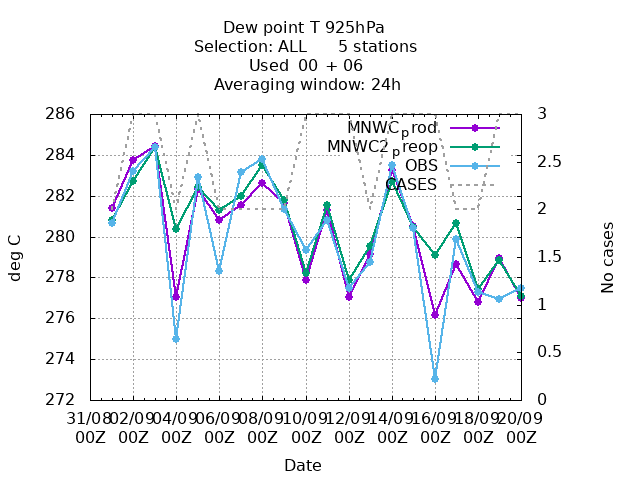 Dew point T 925hPa
Selection: ALL 5 stations
Used 00 + 06
Averaging window: 24h
286
284
282
280
278
276
274
272
3
2.5
2
1.5
1
0.5
0
MNWC_prod
MNWC2_preop
OBS
CASES
deg C
No cases
31/08 02/09 04/09 06/09 08/09 10/09 12/09 14/09 16/09 18/09 20/09
00Z 00Z 00Z 00Z 00Z 00Z 00Z 00Z 00Z 00Z 00Z
Date